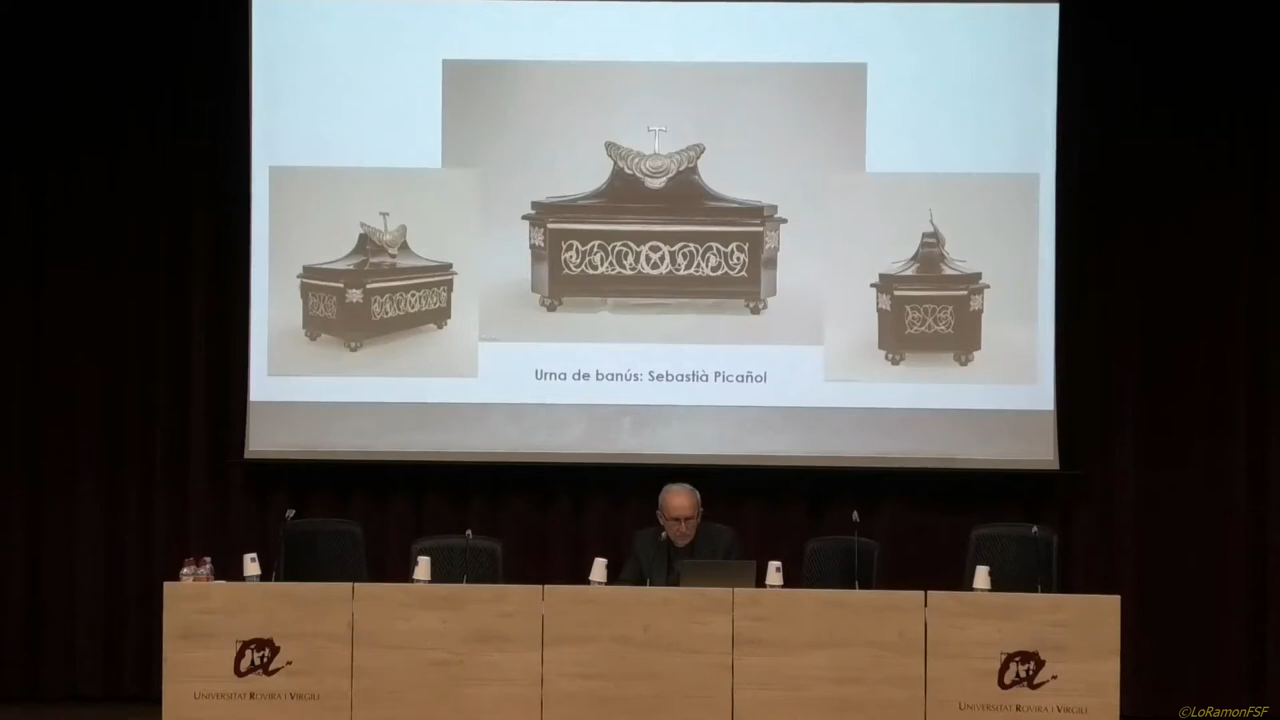 Urna de banús: Sebastià Picañol
UNIVERSITAT ROVIRA I VIRGILI
UNIVERSITAT ROVIRA I VIRGILI
©LoRamonFSF